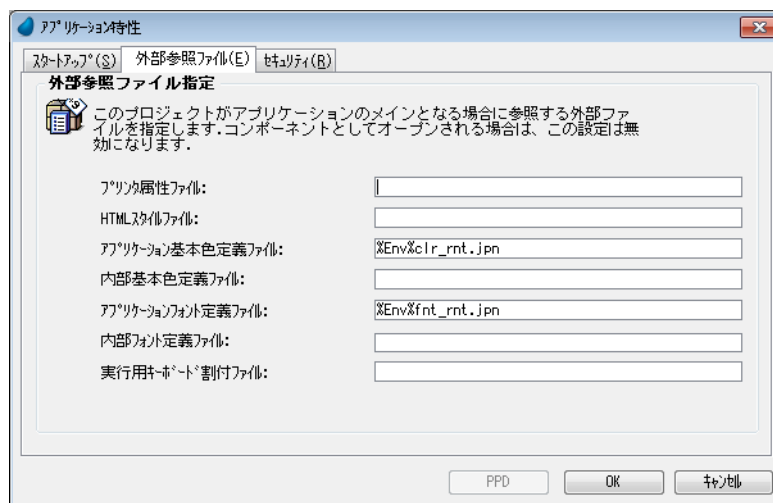 ｱﾌﾟﾘｹｰｼｮﾝ特性
ｽﾀｰﾄｱｯﾌﾟ(S) 外部参照ﾌｧｲﾙ(E) ｾｷｭﾘﾃｨ(R)
外部参照ファイル指定
このプロジェクトがアプリケーションのメインとなる場合に参照する外部ファ
イルを指定します.コンポーネントとしてオープンされる場合は、この設定は無
効になります.
ﾌﾟﾘﾝﾀ属性ﾌｧｲﾙ:
HTMLｽﾀｲﾙﾌｧｲﾙ:
ｱﾌﾟﾘｹｰｼｮﾝ基本色定義ﾌｧｲﾙ: %Env%clr_rnt.jpn
内部基本色定義ﾌｧｲﾙ:
ｱﾌﾟﾘｹｰｼｮﾝﾌｫﾝﾄ定義ﾌｧｲﾙ: %Env%fnt_rnt.jpn
内部ﾌｫﾝﾄ定義ﾌｧｲﾙ:
実行用ｷｰﾎﾞｰﾄﾞ割付ﾌｧｲﾙ:
PPD OK ｷｬﾝｾﾙ